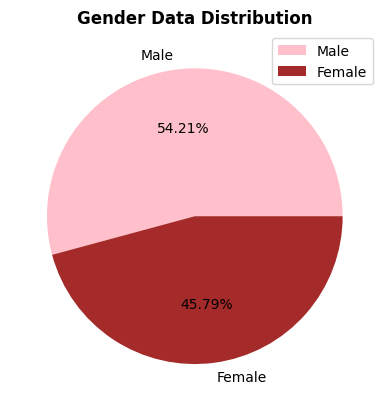 Gender Data Distribution
Male
Male
Female
54.21%
45.79%
Female